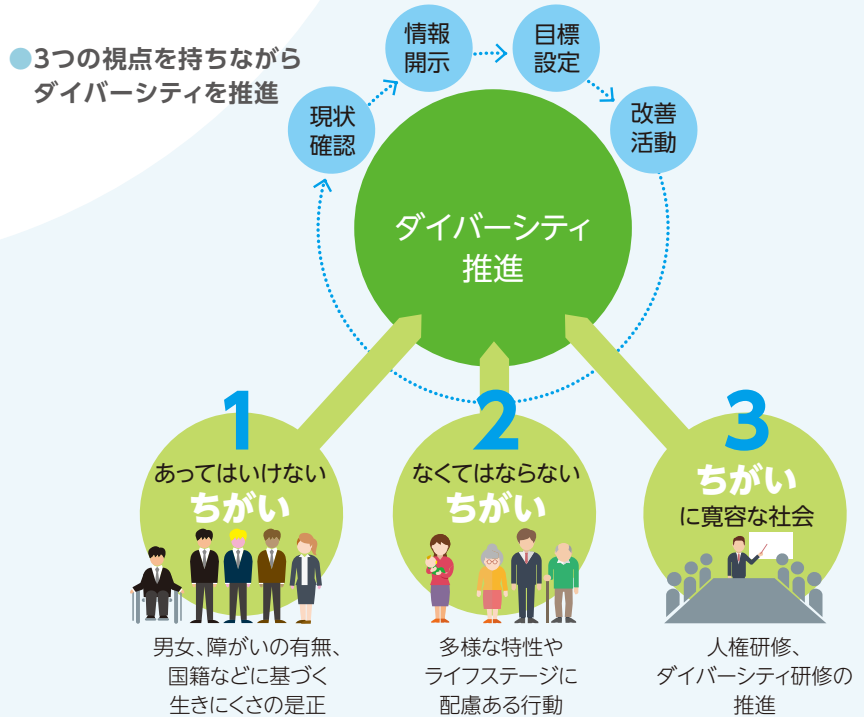 ●3つの視点を持ちながら
ダイバーシティを推進
現状
確認
情報
開示
目標
設定
改善
活動
ダイバーシティ
推進
1
あってはいけない
ちがい
男女、障がいの有無、
国籍などに基づく
生きにくさの是正
2
なくてはならない
ちがい
多様な特性や
ライフステージに
配慮ある行動
3
ちがい
に寛容な社会
人権研修、
ダイバーシティ研修の
推進